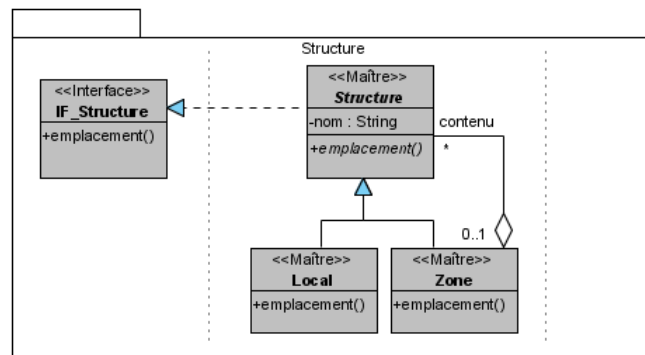 Structure
<<Interface>>
IF_Structure
+emplacement()
<<Maître>>
Structure
-nom : String
+emplacement()
contenu
*
0..1
<<Maître>>
Local
+emplacement()
<<Maître>>
Zone
+emplacement()